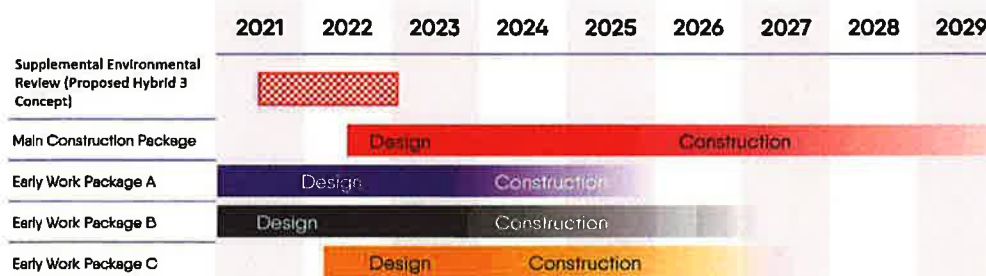 2021 2022 2023 2024 2025 2026 2027 2028 2029
Supplemental Environmental
Review (Proposed Hybrid 3
Concept)
Main Construction Package Design Construction
Early Work Package A Design Construction
Early Work Package B Design Construction
Early Work Package C Design Construction